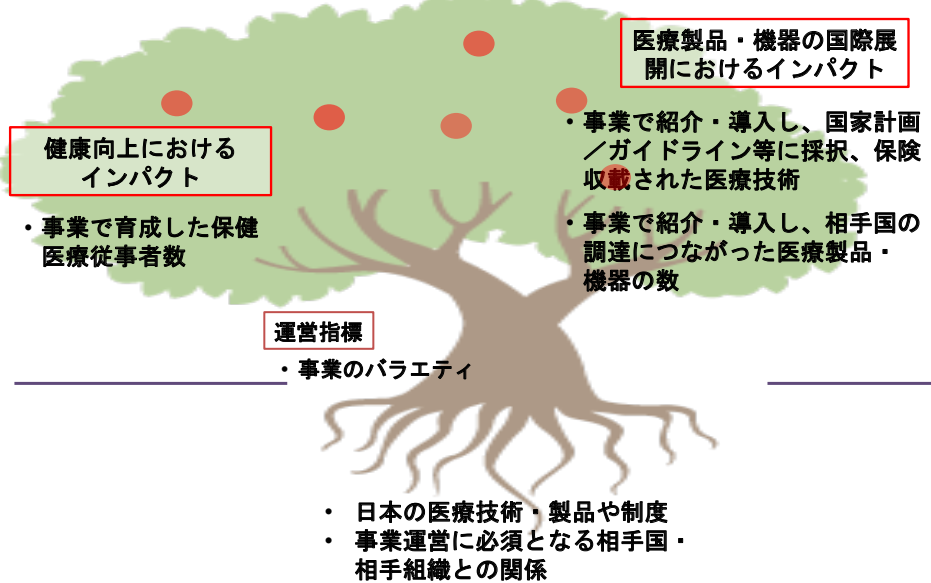 医療製品・機器の国際展
開におけるインパクト
・事業で紹介・導入し、国家計画
／ガイドライン等に採択、保険
収載された医療技術
・事業で紹介・導入し、相手国の
調達につながった医療製品・
機器の数
健康向上における
インパクト
・事業で育成した保健
医療従事者数
運営指標
・事業のバラエティ
・ 日本の医療技術・製品や制度
・ 事業運営に必須となる相手国・
相手組織との関係